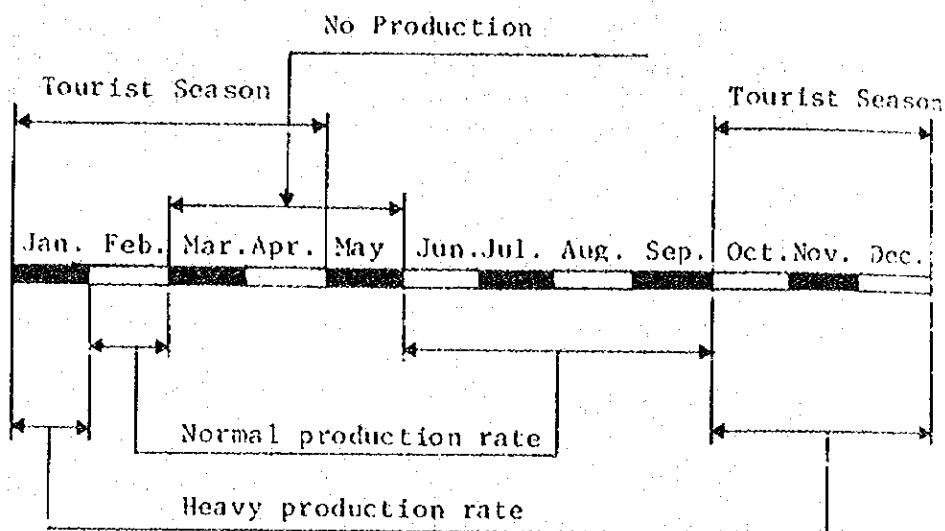 No Production
Tourist Season
Tourist Season
Jan. Feb. Mar. Apr. May Jun. Jul. Aug. Sep. Oct. Nov. Dec.
Normal production rate
Heavy production rate